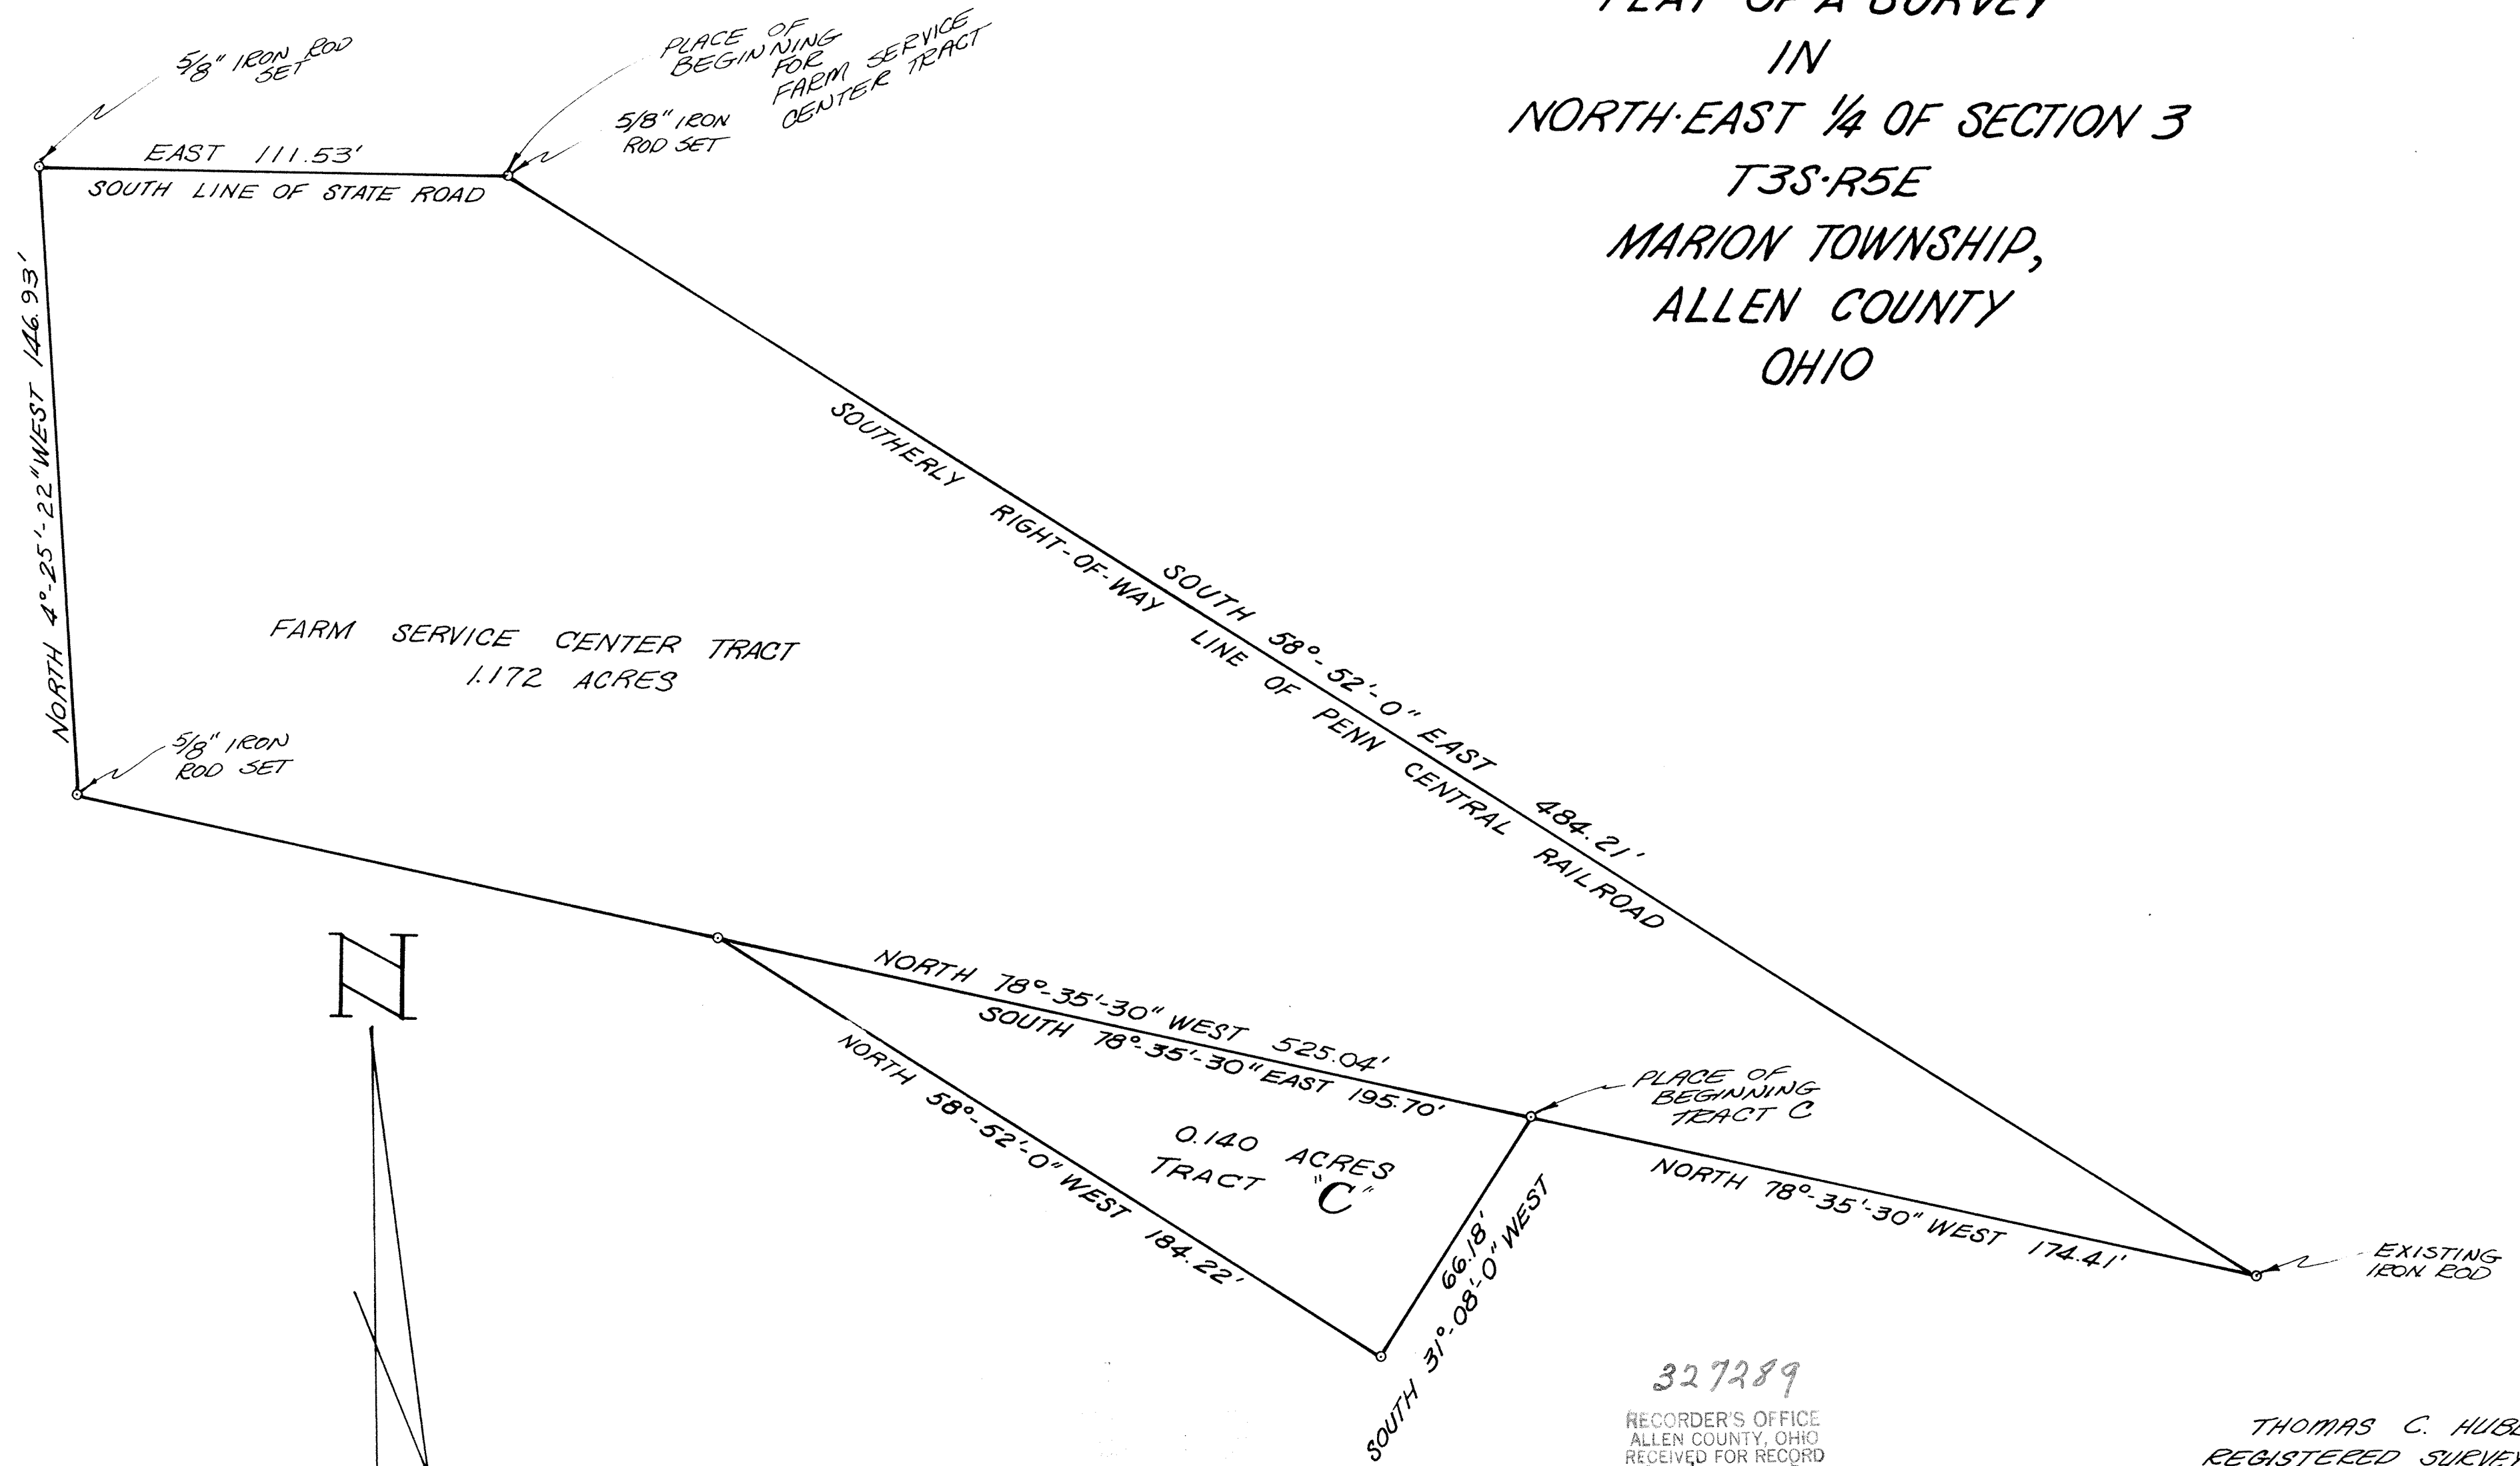 PLAT OF A SURVEY
IN
NORTH·EAST 1/4 OF SECTION 3
T3S·R5E
MARION TOWNSHIP,
ALLEN COUNTY
OHIO
5/8" IRON ROD
SET
PLACE OF
BEGINNING
FOR
FARM SERVICE
CENTER TRACT
5/8" IRON
ROD SET
EAST 111.53'
SOUTH LINE OF STATE ROAD
NORTH 4°-25'-22" WEST 146.93'
SOUTHERLY RIGHT-OF-WAY LINE OF PENN CENTRAL RAILROAD
SOUTH 58°-52'-0" EAST 484.21'
FARM SERVICE CENTER TRACT
1.172 ACRES
5/8" IRON
ROD SET
N
NORTH 78°-35'-30" WEST 525.04'
SOUTH 78°-35'-30" EAST 195.70'
NORTH 58°-52'-0" WEST 184.22'
0.140 ACRES
TRACT "C"
PLACE OF
BEGINNING
TRACT C
66.18'
SOUTH 31°-08'-0" WEST
NORTH 78°-35'-30" WEST 174.41'
EXISTING
IRON ROD
327289
RECORDER'S OFFICE
ALLEN COUNTY, OHIO
RECEIVED FOR RECORD
THOMAS C.
REGISTERED